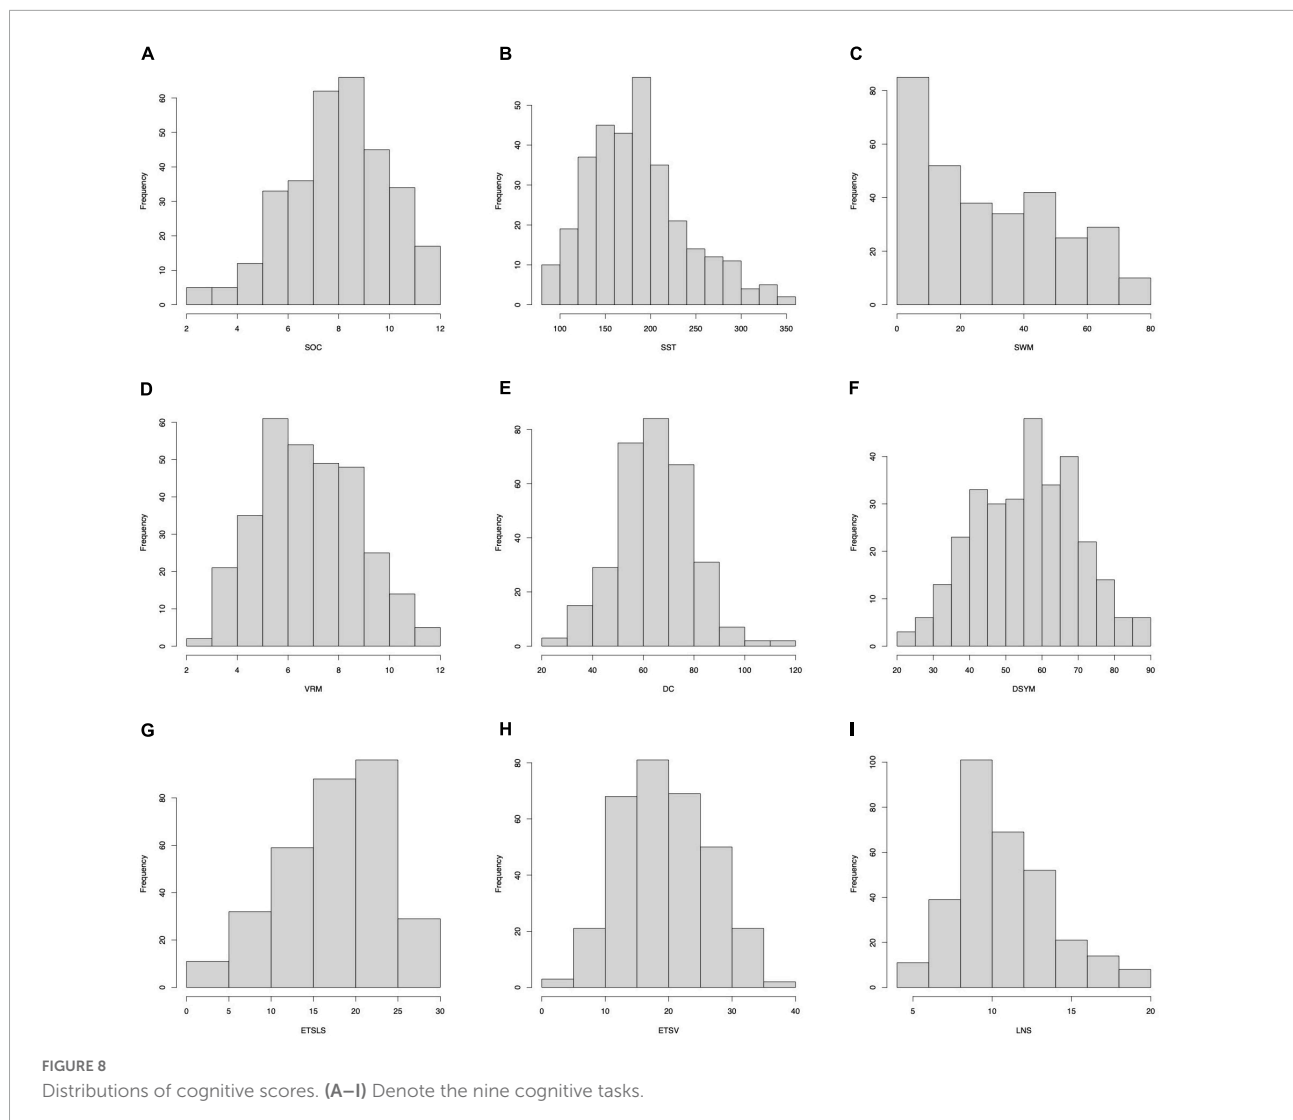 A
Frequency
0 10 20 30 40 50 60
2 4 6 8 10 12
SOC
B
Frequency
0 10 20 30 40 50
100 150 200 250 300 350
SST
C
Frequency
0 20 40 60 80
0 20 40 60 80
SWM
D
Frequency
0 10 20 30 40 50 60
2 4 6 8 10 12
VRM
E
Frequency
0 20 40 60 80
20 40 60 80 100 120
DC
F
Frequency
0 10 20 30 40
20 30 40 50 60 70 80 90
DSYM
G
Frequency
0 20 40 60 80
0 5 10 15 20 25 30
ETSLS
H
Frequency
0 20 40 60 80
0 10 20 30 40
ETSV
I
Frequency
0 20 40 60 80 100
5 10 15 20
LNS
FIGURE 8
Distributions of cognitive scores. (A–I) Denote the nine cognitive tasks.